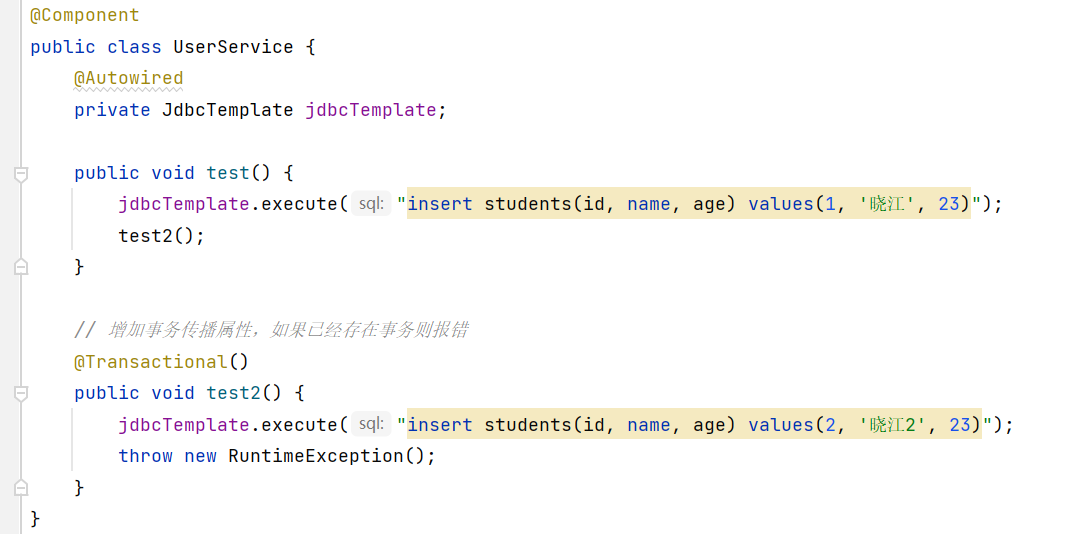 @Component
public class UserService {
@Autowired
private JdbcTemplate jdbcTemplate;
public void test() {
jdbcTemplate.execute( sql: "insert students(id, name, age) values(1, '晓江', 23)");
test2();
}
// 增加事务传播属性，如果已经存在事务则报错
@Transactional()
public void test2() {
jdbcTemplate.execute( sql: "insert students(id, name, age) values(2, '晓江2', 23)");
throw new RuntimeException();
}
}